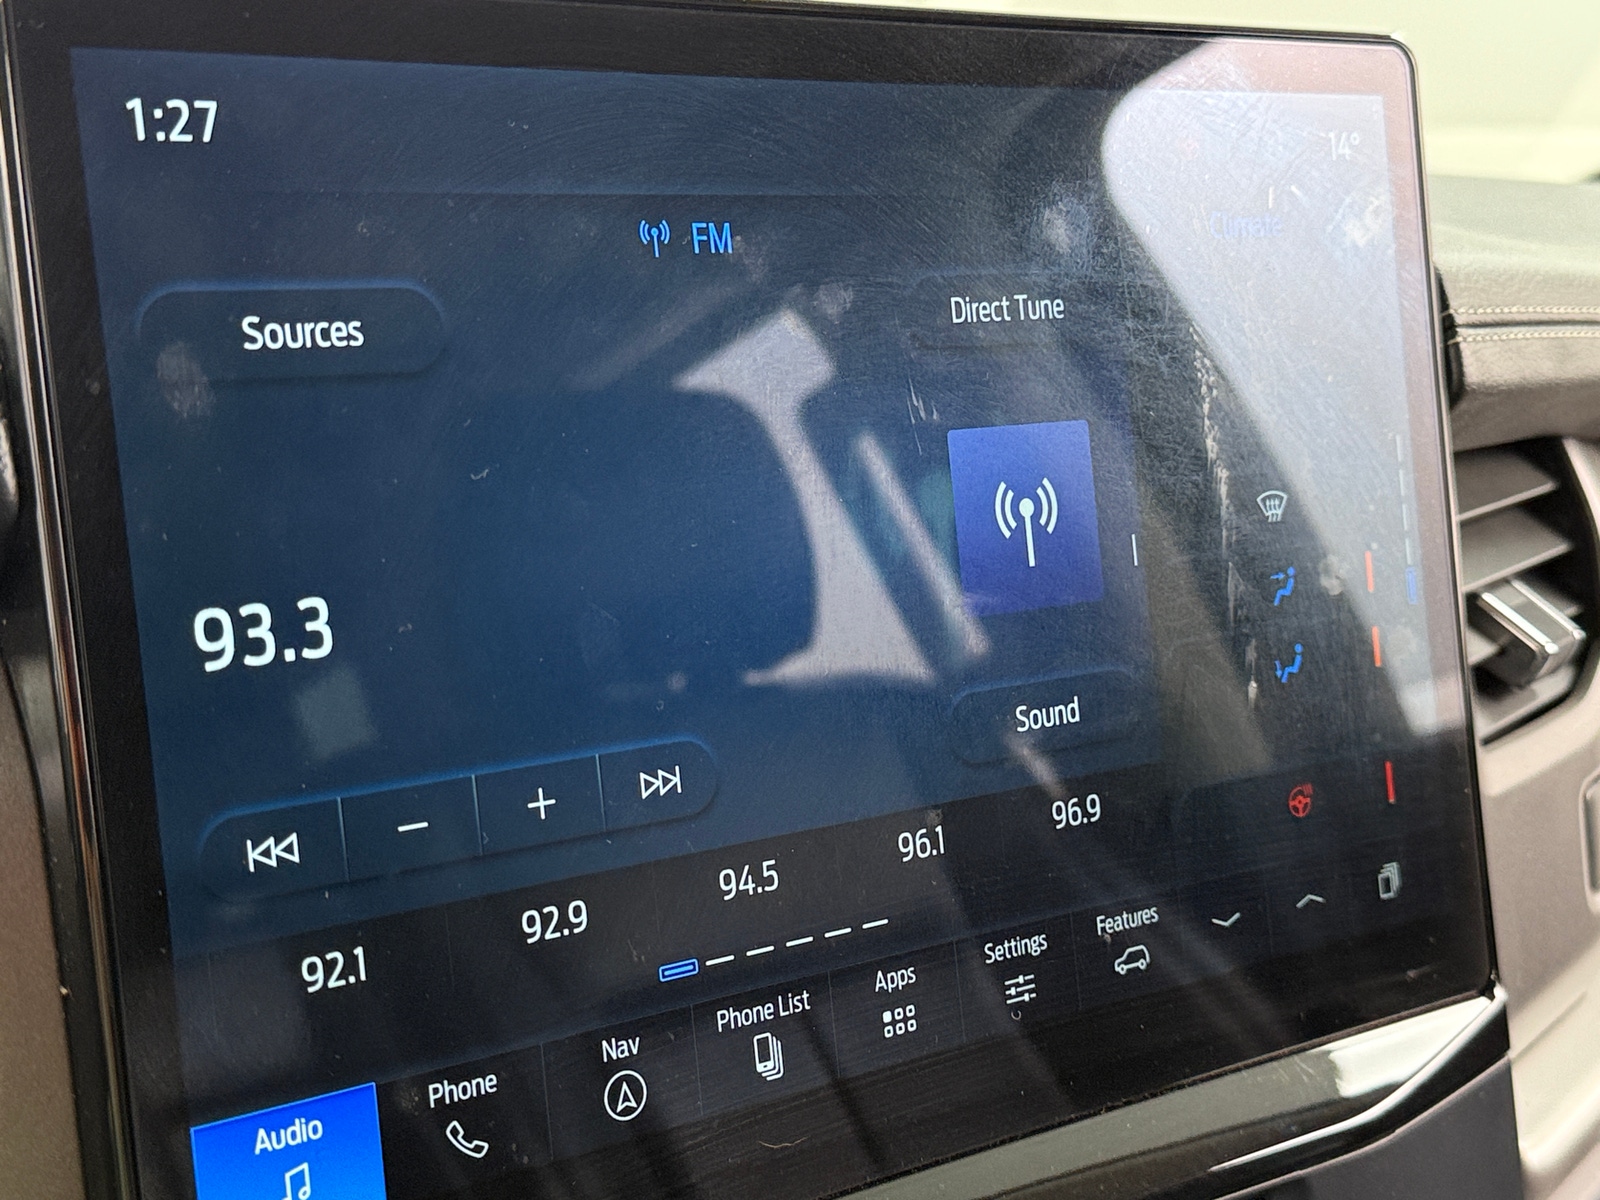 1:27
14°
FM
Climate
Sources
Direct Tune
93.3
Sound
92.1
92.9
94.5
96.1
96.9
Audio
Phone
Nav
Phone List
Apps
Settings
Features